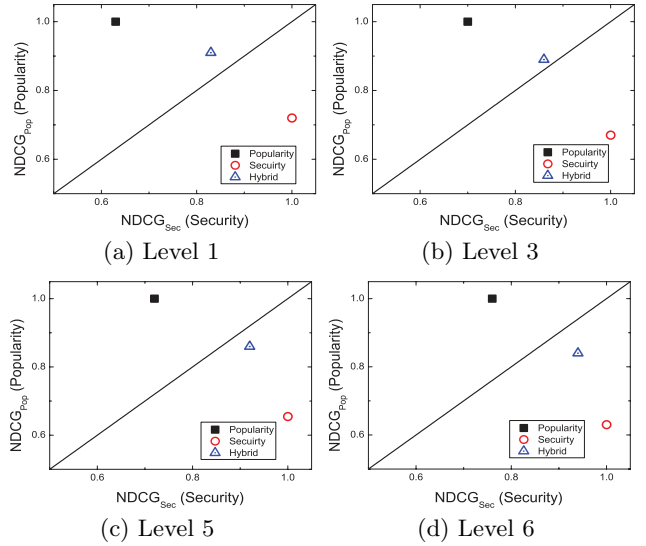 1.0
0.8
0.6
NDCG_Pop (Popularity)
Popularity
Secuirty
Hybrid
0.6 0.8 1.0
NDCG_Sec (Security)
(a) Level 1
1.0
0.8
0.6
NDCG_Pop (Popularity)
Popularity
Secuirty
Hybrid
0.6 0.8 1.0
NDCG_Sec (Security)
(b) Level 3
1.0
0.8
0.6
NDCG_Pop (Popularity)
Popularity
Secuirty
Hybrid
0.6 0.8 1.0
NDCG_Sec (Security)
(c) Level 5
1.0
0.8
0.6
NDCG_Pop (Popularity)
Popularity
Secuirty
Hybrid
0.6 0.8 1.0
NDCG_Sec (Security)
(d) Level 6